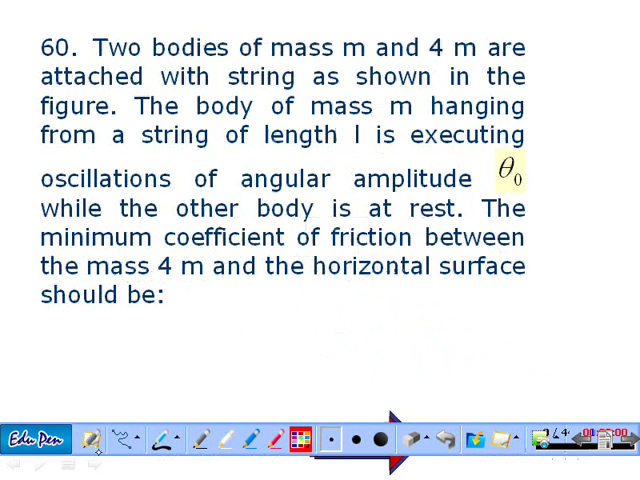 60. Two bodies of mass m and 4 m are
attached with string as shown in the
figure. The body of mass m hanging
from a string of length l is executing
oscillations of angular amplitude θ₀
while the other body is at rest. The
minimum coefficient of friction between
the mass 4 m and the horizontal surface
should be:
Edu Pen